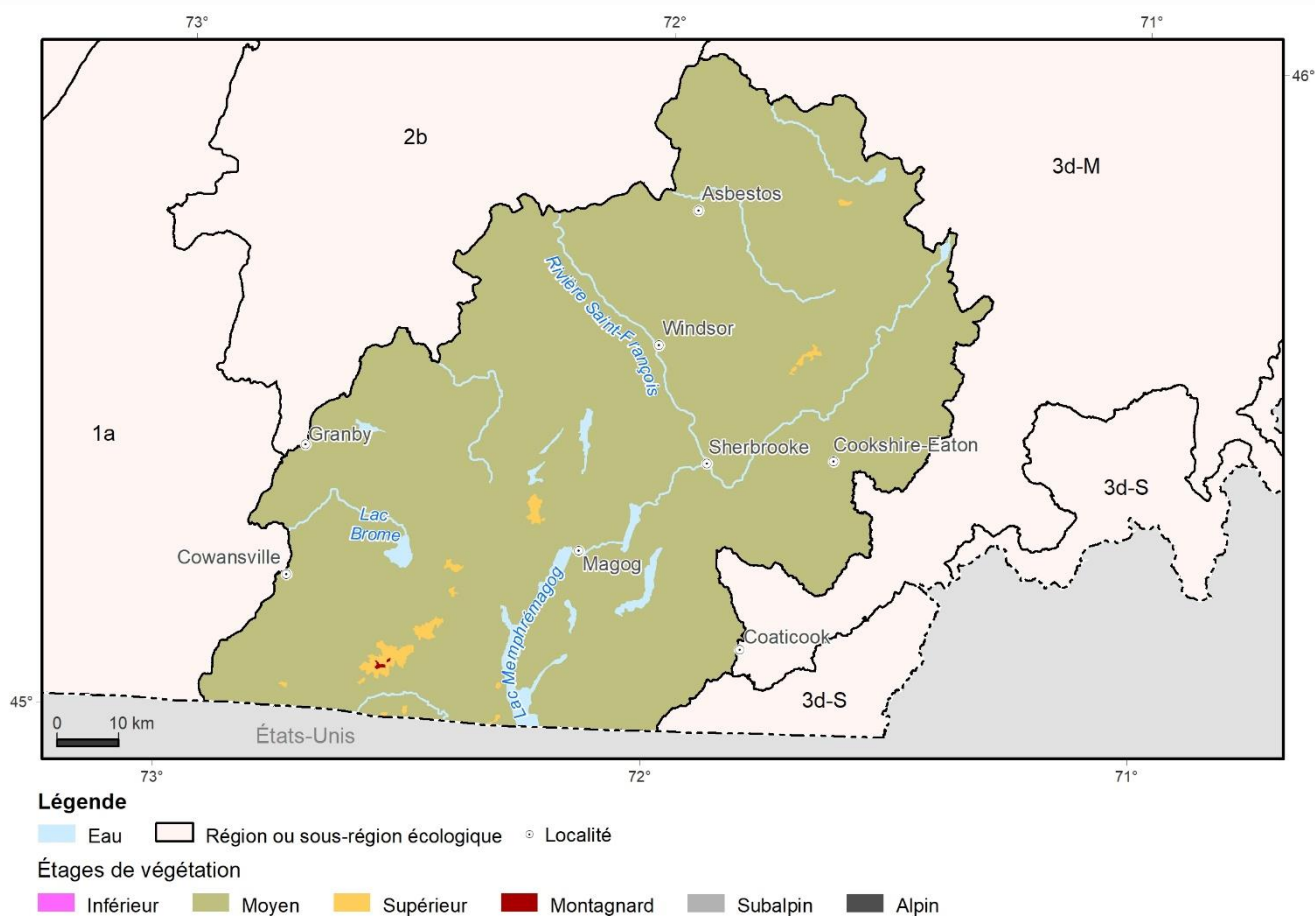 73°
72°
71°
46°
2b
3d-M
Asbestos
Rivière Saint-François
Windsor
1a
Granby
Sherbrooke
Cookshire-Eaton
3d-S
Lac
Brome
Cowansville
Magog
Lac Memphrémagog
Coaticook
3d-S
45°
0 10 km
États-Unis
73°
72°
71°
Légende
Eau Région ou sous-région écologique Localité
Étages de végétation
Inférieur Moyen Supérieur Montagnard Subalpin Alpin